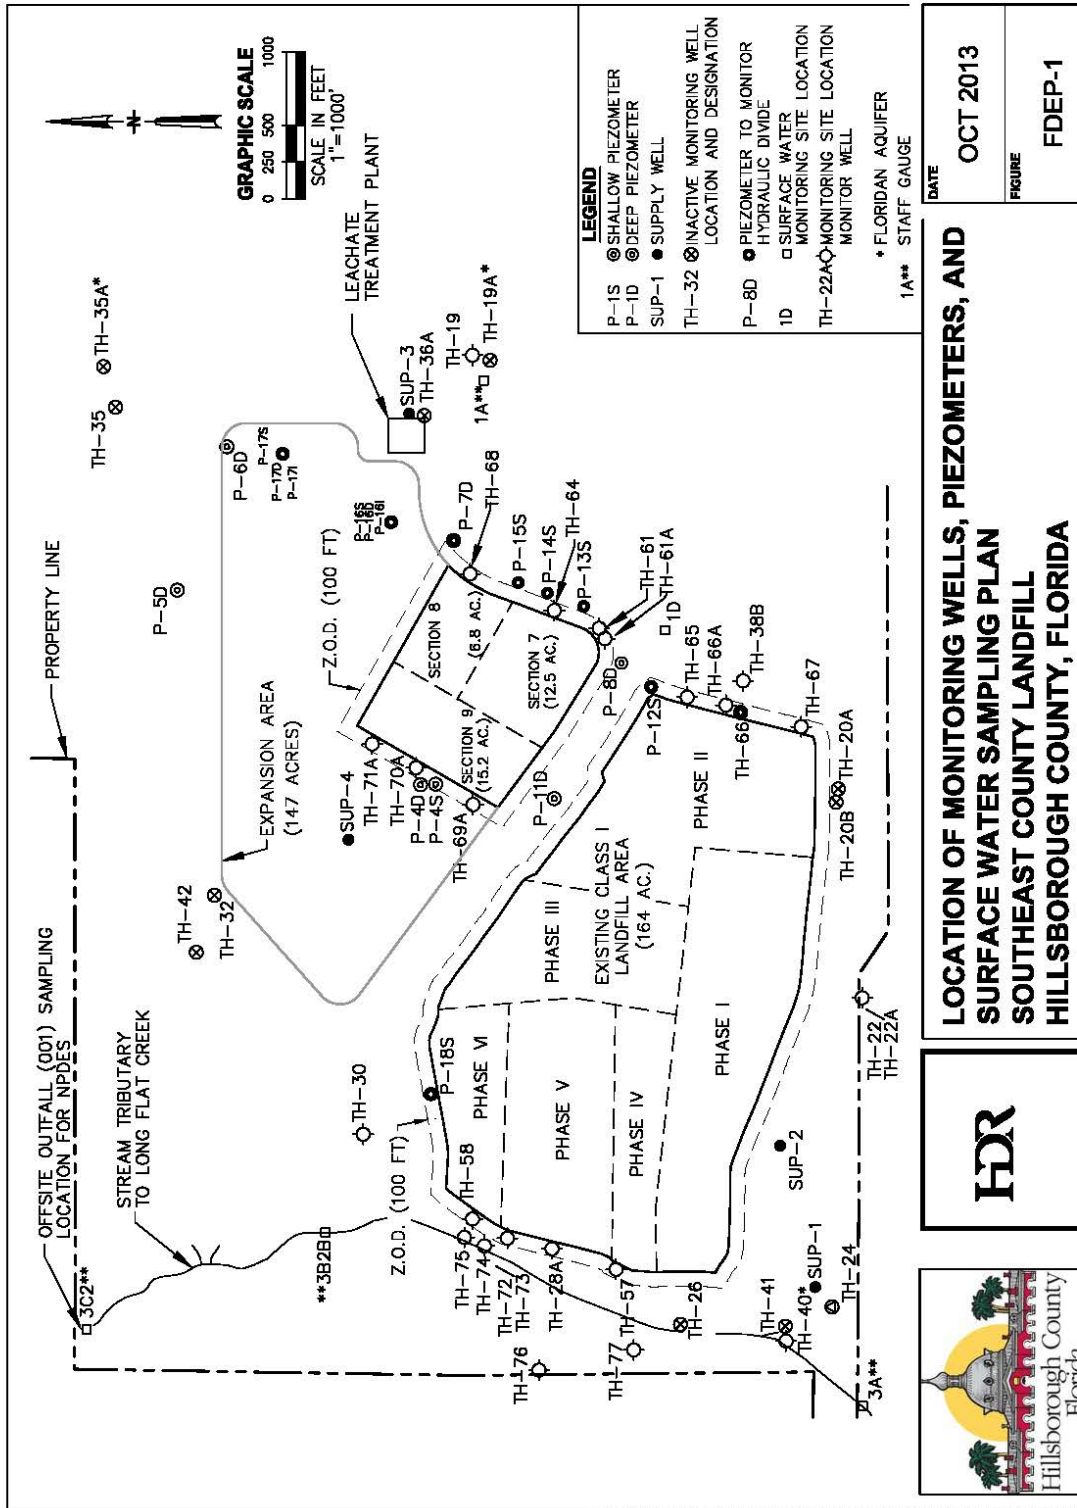 OFFSITE OUTFALL (001) SAMPLING
LOCATION FOR NPDES
3C2**
STREAM TRIBUTARY
TO LONG FLAT CREEK
**3B2B
PROPERTY LINE
EXPANSION AREA
(147 ACRES)
TH-42
TH-32
P-5D
TH-35
TH-35A*
P-6D
P-17S
P-17D
P-17I
P-16S
P-16D
P-16I
N
GRAPHIC SCALE
0 250 500 1000
SCALE IN FEET
1"=1000'
LEACHATE
TREATMENT PLANT
SUP-3
TH-36A
TH-19
1A**
TH-19A*
TH-30
P-18S
Z.O.D. (100 FT)
SUP-4
TH-71A
TH-70A
P-4D
P-4S
TH-69A
Z.O.D. (100 FT)
SECTION 8
(6.8 AC.)
SECTION 7
(12.5 AC.)
SECTION 9
(15.2 AC.)
P-7D
TH-68
P-15S
P-14S
TH-64
P-13S
TH-61
TH-61A
1D
P-8D
P-11D
P-12S
TH-65
TH-66A
TH-66
TH-38B
TH-67
TH-20A
TH-20B
TH-58
TH-75
TH-74
TH-72
TH-73
TH-28A
TH-57
TH-76
TH-77
TH-26
TH-41
TH-40*
SUP-1
TH-24
3A**
SUP-2
TH-22
TH-22A
PHASE VI
PHASE V
PHASE IV
PHASE III
EXISTING CLASS I
LANDFILL AREA
(164 AC.)
PHASE I
PHASE II
LEGEND
P-1S SHALLOW PIEZOMETER
P-1D DEEP PIEZOMETER
SUP-1 SUPPLY WELL
TH-32 INACTIVE MONITORING WELL
LOCATION AND DESIGNATION
P-8D PIEZOMETER TO MONITOR
HYDRAULIC DIVIDE
1D SURFACE WATER
MONITORING SITE LOCATION
TH-22A MONITORING SITE LOCATION
MONITOR WELL
* FLORIDAN AQUIFER
1A** STAFF GAUGE
Hillsborough County
Florida
HDR
LOCATION OF MONITORING WELLS, PIEZOMETERS, AND
SURFACE WATER SAMPLING PLAN
SOUTHEAST COUNTY LANDFILL
HILLSBOROUGH COUNTY, FLORIDA
DATE
OCT 2013
FIGURE
FDEP-1